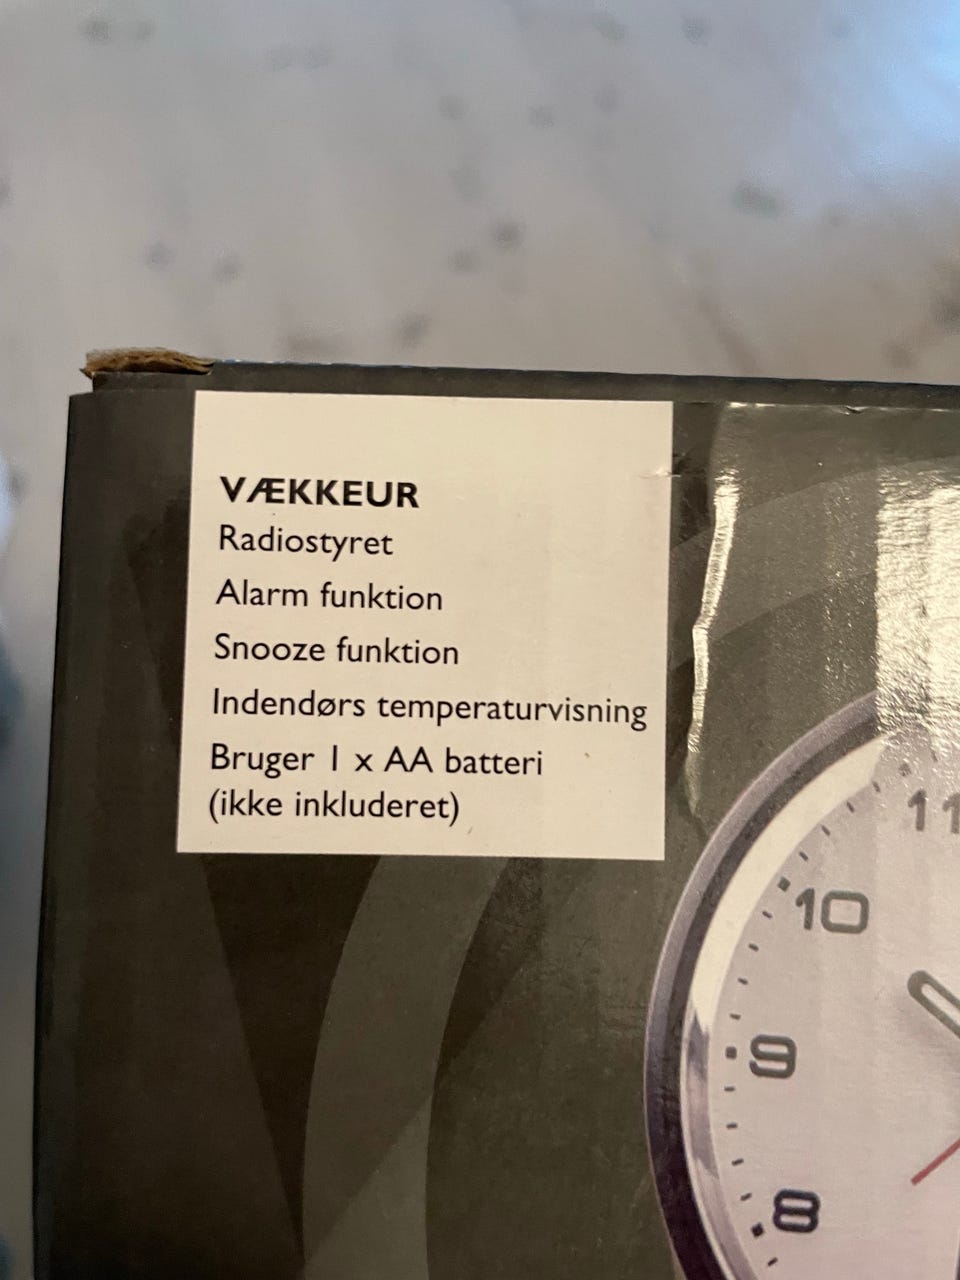 VÆKKEUR
Radiostyret
Alarm funktion
Snooze funktion
Indendørs temperaturvisning
Bruger 1 x AA batteri
(ikke inkluderet)
11
10
9
8